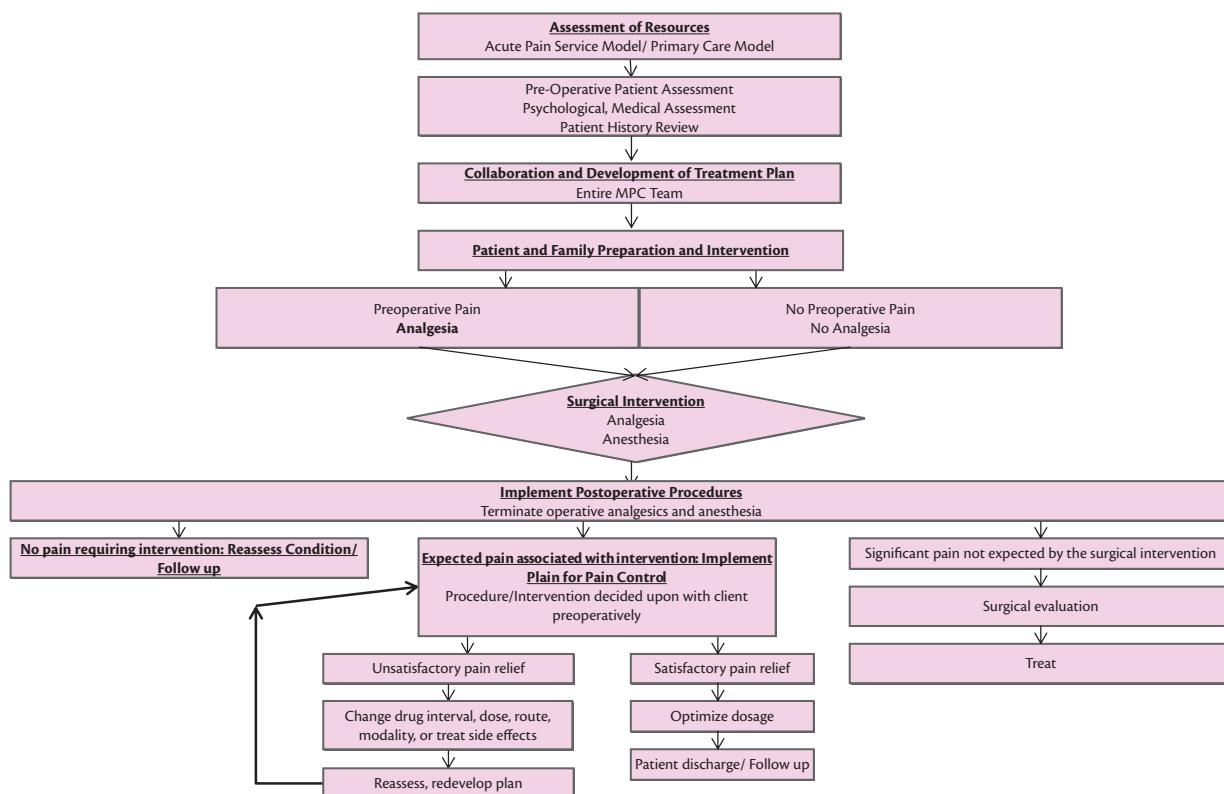 Assessment of Resources
Acute Pain Service Model/ Primary Care Model
Pre-Operative Patient Assessment
Psychological, Medical Assessment
Patient History Review
Collaboration and Development of Treatment Plan
Entire MPC Team
Patient and Family Preparation and Intervention
Preoperative Pain
Analgesia
No Preoperative Pain
No Analgesia
Surgical Intervention
Analgesia
Anesthesia
Implement Postoperative Procedures
Terminate operative analgesics and anesthesia
No pain requiring intervention: Reassess Condition/
Follow up
Expected pain associated with intervention: Implement
Plain for Pain Control
Procedure/Intervention decided upon with client
preoperatively
Unsatisfactory pain relief
Change drug interval, dose, route,
modality, or treat side effects
Reassess, redevelop plan
Satisfactory pain relief
Optimize dosage
Patient discharge/ Follow up
Significant pain not expected by the surgical intervention
Surgical evaluation
Treat